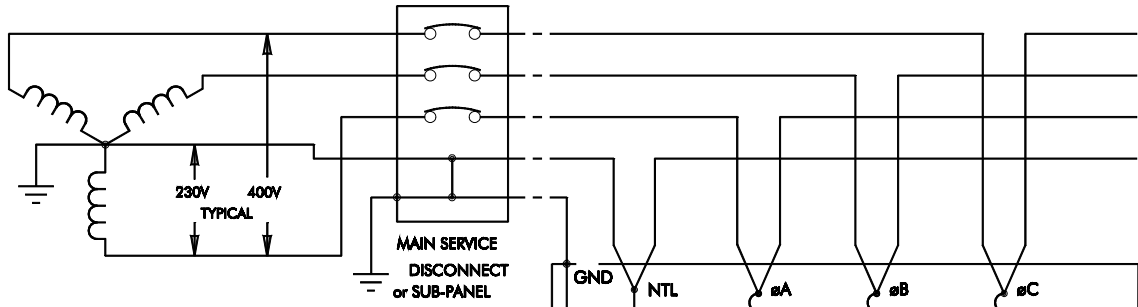 230V
400V
TYPICAL
MAIN SERVICE
DISCONNECT
or SUB-PANEL
GND
NTL
øA
øB
øC